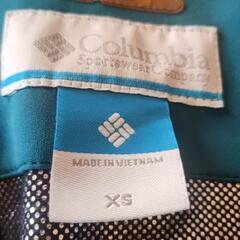 Columbia
Sportswear Company
MADE IN VIETNAM
XS